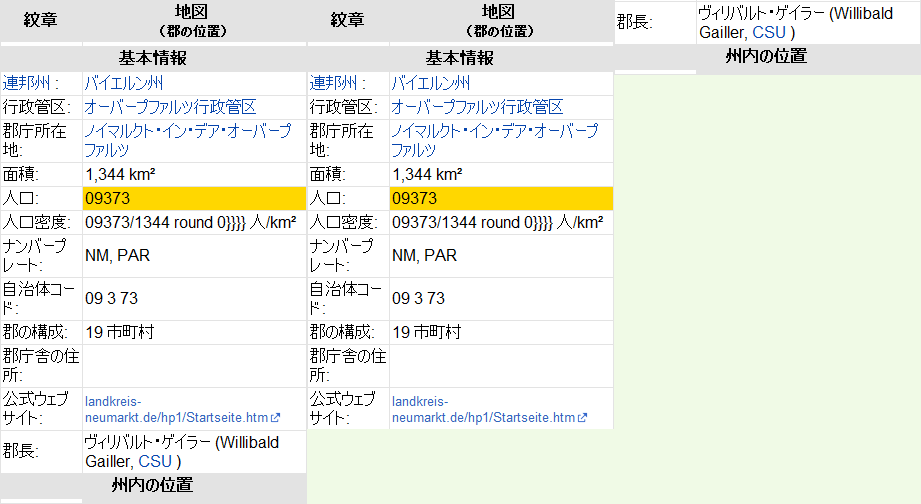 紋章 地図
(郡の位置)
基本情報
連邦州 : バイエルン州
行政管区: オーバープファルツ行政管区
郡庁所在
地:
ノイマルクト・イン・デア・オーバープ
ファルツ
面積: 1,344 km²
人口: 09373
人口密度: 09373/1344 round 0}}}} 人/km²
ナンバープ
レート:
NM, PAR
自治体コー
ド:
09 3 73
郡の構成: 19 市町村
郡庁舎の住
所:
公式ウェブ
サイト:
landkreis-
neumarkt.de/hp1/Startseite.htm
郡長:
ヴィリバルト・ゲイラー (Willibald
Gailler, CSU )
州内の位置
紋章 地図
(郡の位置)
基本情報
連邦州 : バイエルン州
行政管区: オーバープファルツ行政管区
郡庁所在
地:
ノイマルクト・イン・デア・オーバープ
ファルツ
面積: 1,344 km²
人口: 09373
人口密度: 09373/1344 round 0}}}} 人/km²
ナンバープ
レート:
NM, PAR
自治体コー
ド:
09 3 73
郡の構成: 19 市町村
郡庁舎の住
所:
公式ウェブ
サイト:
landkreis-
neumarkt.de/hp1/Startseite.htm
郡長:
ヴィリバルト・ゲイラー (Willibald
Gailler, CSU )
州内の位置